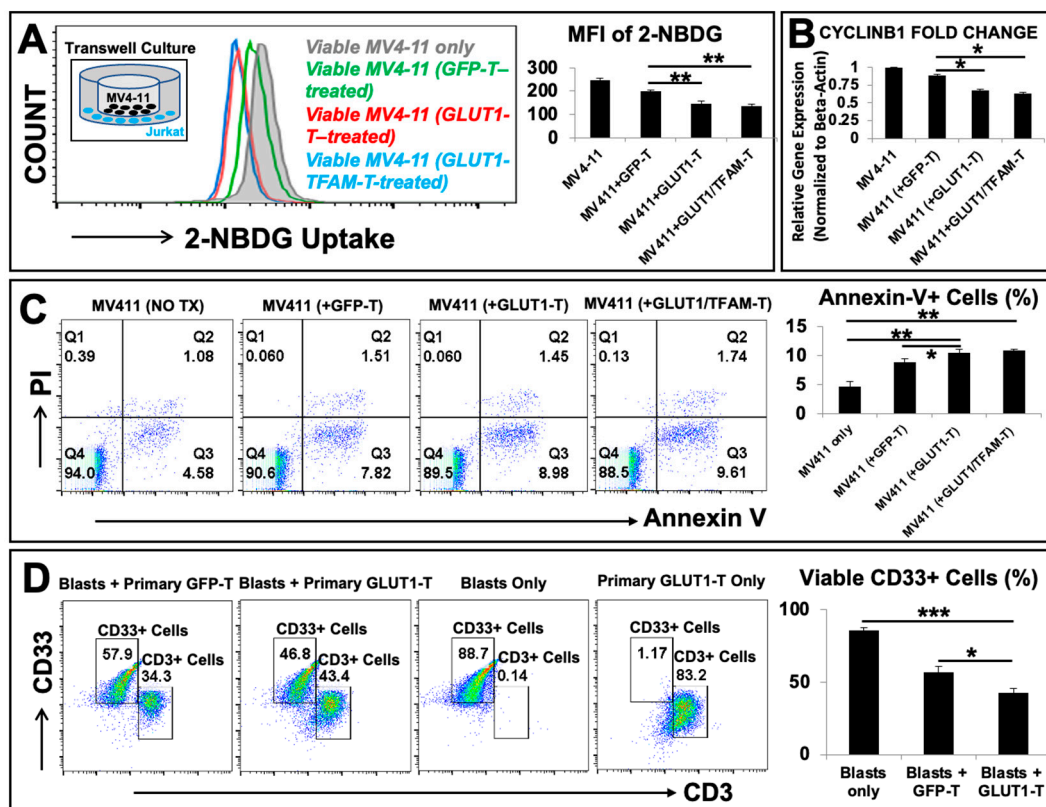 A
Transwell Culture
MV4-11
Jurkat
Viable MV4-11 only
Viable MV4-11 (GFP-T–
treated)
Viable MV4-11 (GLUT1-
T–treated)
Viable MV4-11 (GLUT1-
TFAM-T-treated)
COUNT
2-NBDG Uptake
MFI of 2-NBDG
300
200
100
0
**
**
MV4-11
MV411+GFP-T
MV411+GLUT1-T
MV411+GLUT1/TFAM-T
B
CYCLINB1 FOLD CHANGE
Relative Gene Expression
(Normalized to Beta-Actin)
1
0.75
0.5
0.25
0
*
*
MV4-11
MV411 (+GFP-T)
MV411 (+GLUT1-T)
MV411+GLUT1/TFAM-T
C
MV411 (NO TX)
MV411 (+GFP-T)
MV411 (+GLUT1-T)
MV411 (+GLUT1/TFAM-T)
PI
Q1
0.39
Q2
1.08
Q4
94.0
Q3
4.58
Q1
0.060
Q2
1.51
Q4
90.6
Q3
7.82
Q1
0.060
Q2
1.45
Q4
89.5
Q3
8.98
Q1
0.13
Q2
1.74
Q4
88.5
Q3
9.61
Annexin V
Annexin-V+ Cells (%)
15
10
5
0
**
**
*
MV411 only
MV411 (+GFP-T)
MV411 (+GLUT1-T)
MV411 (+GLUT1/TFAM-T)
D
Blasts + Primary GFP-T
Blasts + Primary GLUT1-T
Blasts Only
Primary GLUT1-T Only
CD33
CD33+ Cells
57.9
CD3+ Cells
34.3
CD33+ Cells
46.8
CD3+ Cells
43.4
CD33+ Cells
88.7
CD3+ Cells
0.14
CD33+ Cells
1.17
CD3+ Cells
83.2
CD3
Viable CD33+ Cells (%)
100
50
0
***
*
Blasts
only
Blasts +
GFP-T
Blasts +
GLUT1-T